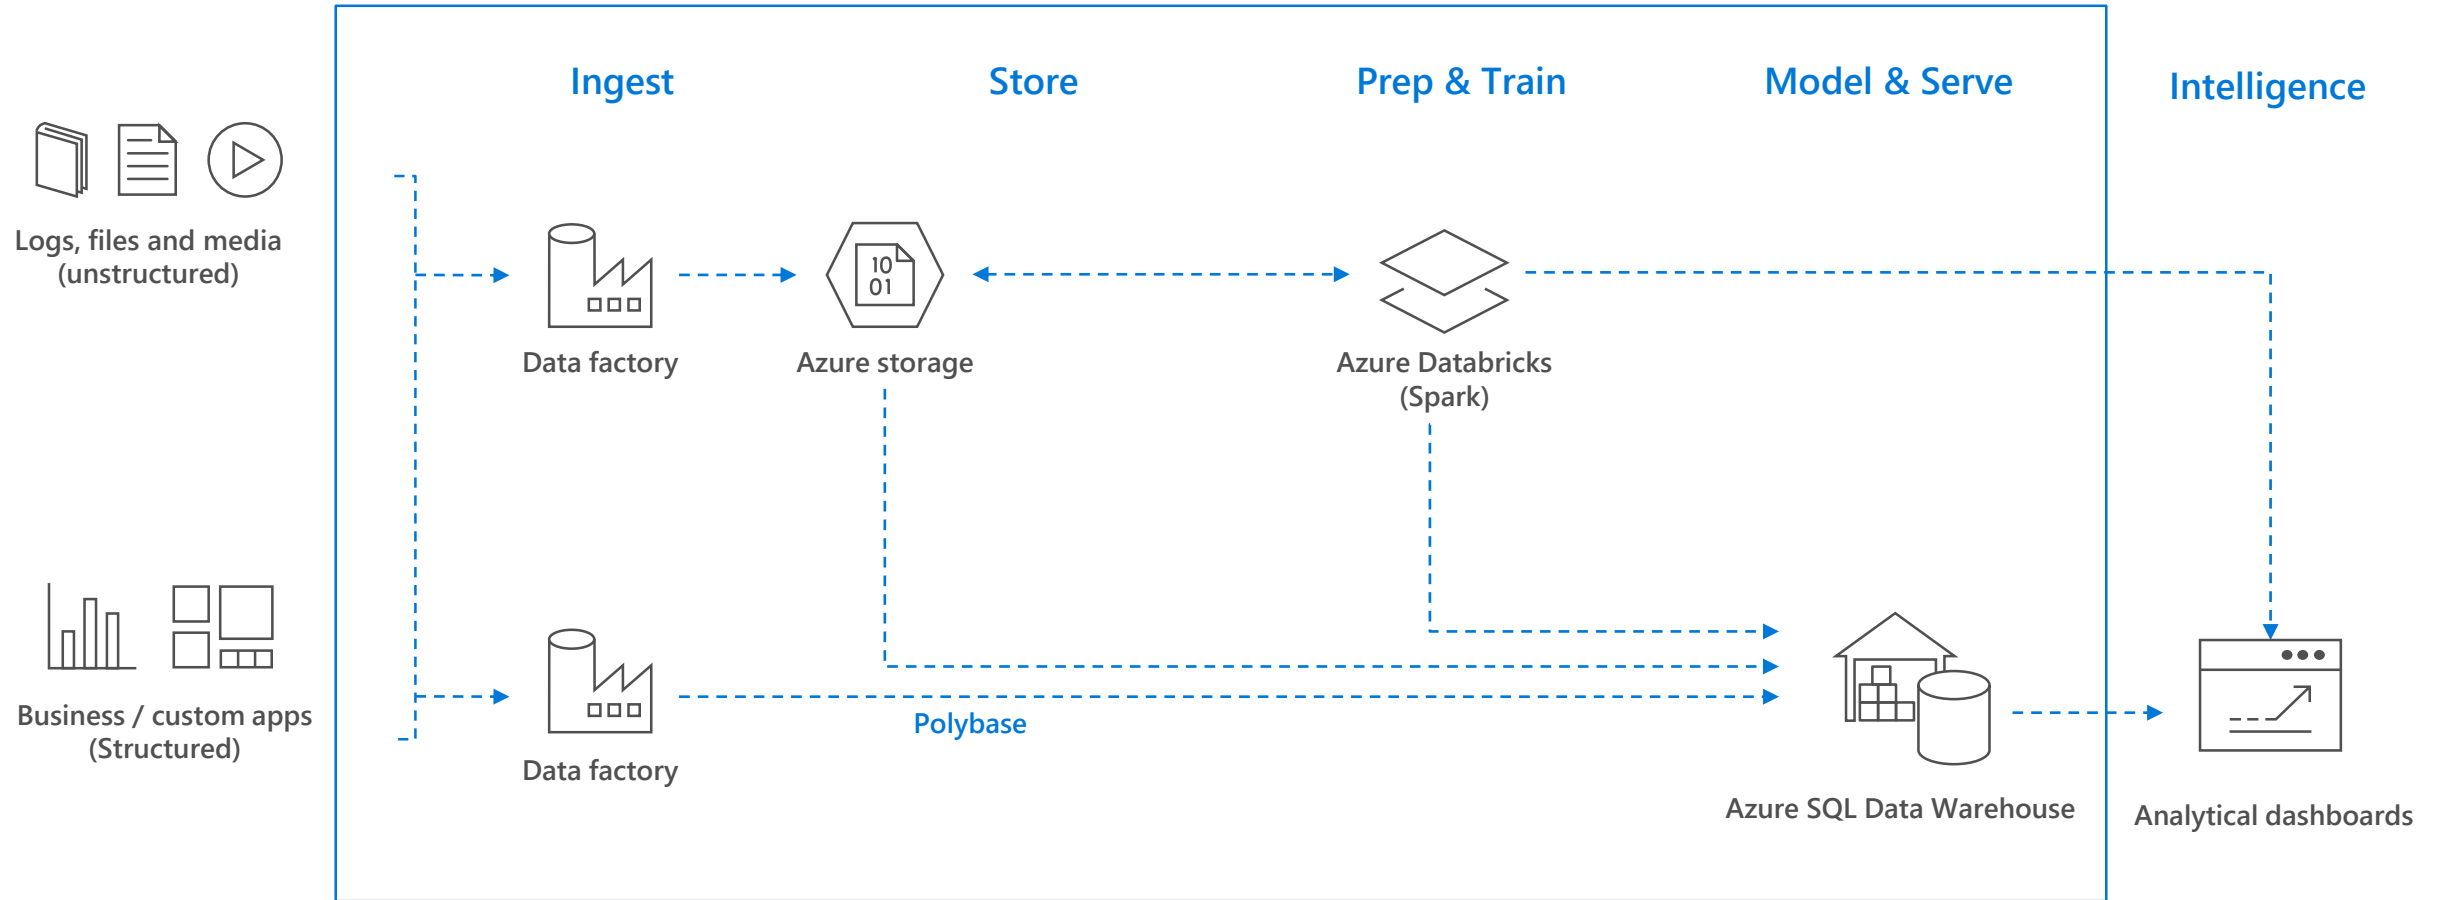 Ingest
Store
Prep & Train
Model & Serve
Intelligence
Logs, files and media
(unstructured)
10
01
Data factory
Azure storage
Azure Databricks
(Spark)
Business / custom apps
(Structured)
Polybase
Data factory
Azure SQL Data Warehouse
Analytical dashboards